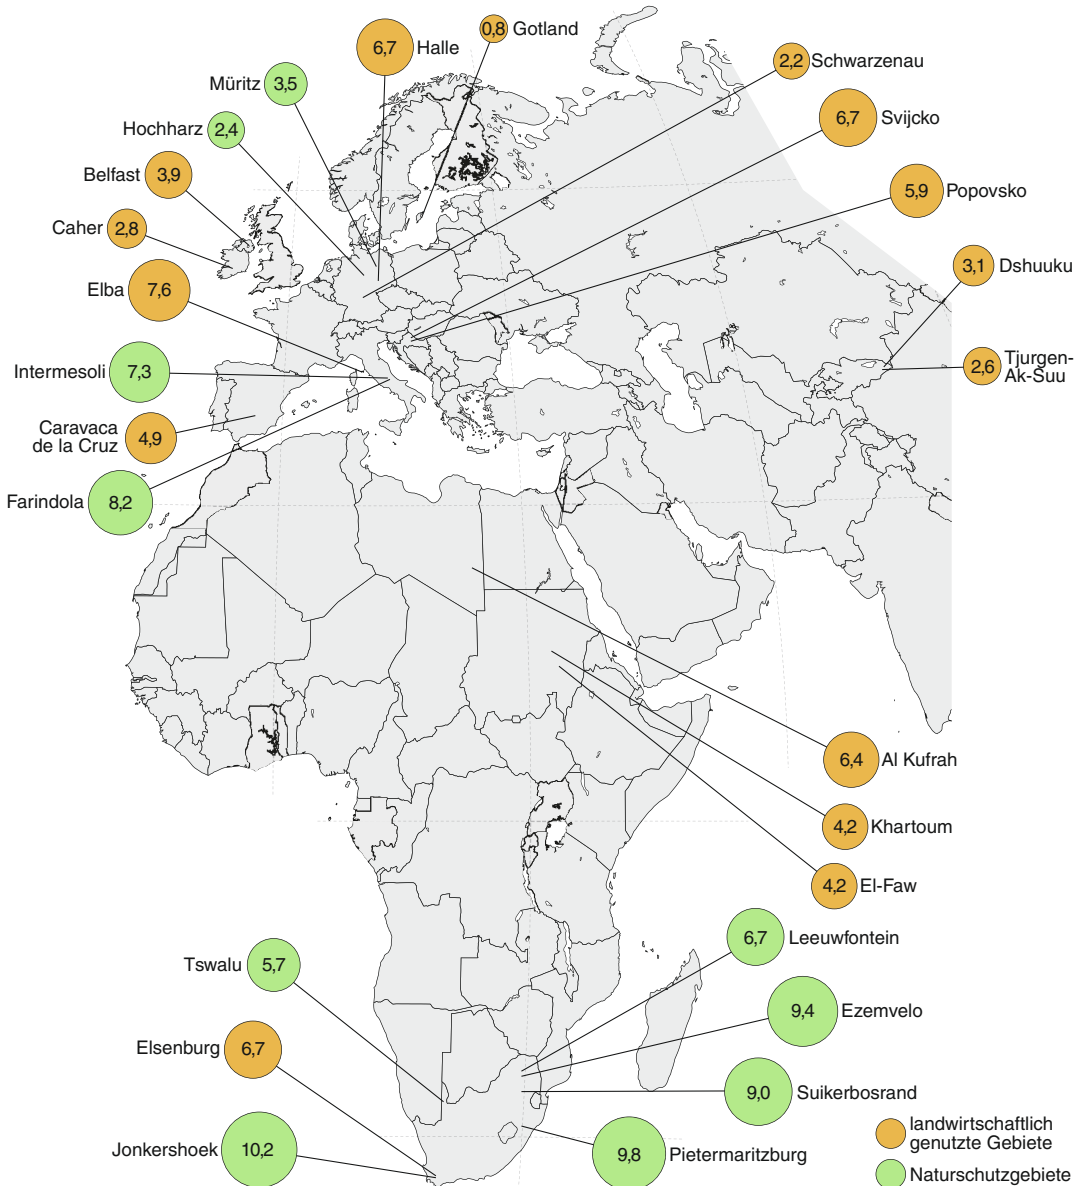 0,8 Gotland
6,7 Halle
2,2 Schwarzenau
Müritz 3,5
6,7 Svijcko
Hochharz 2,4
Belfast 3,9
5,9 Popovsko
Caher 2,8
3,1 Dshuuku
Elba 7,6
2,6 Tjurgen-
Ak-Suu
Intermesoli 7,3
Caravaca
de la Cruz 4,9
Farindola 8,2
6,4 Al Kufrah
4,2 Khartoum
4,2 El-Faw
6,7 Leeuwfontein
Tswalu 5,7
9,4 Ezemvelo
Elsenburg 6,7
9,0 Suikerbosrand
Jonkershoek 10,2
9,8 Pietermaritzburg
landwirtschaftlich
genutzte Gebiete
Naturschutzgebiete